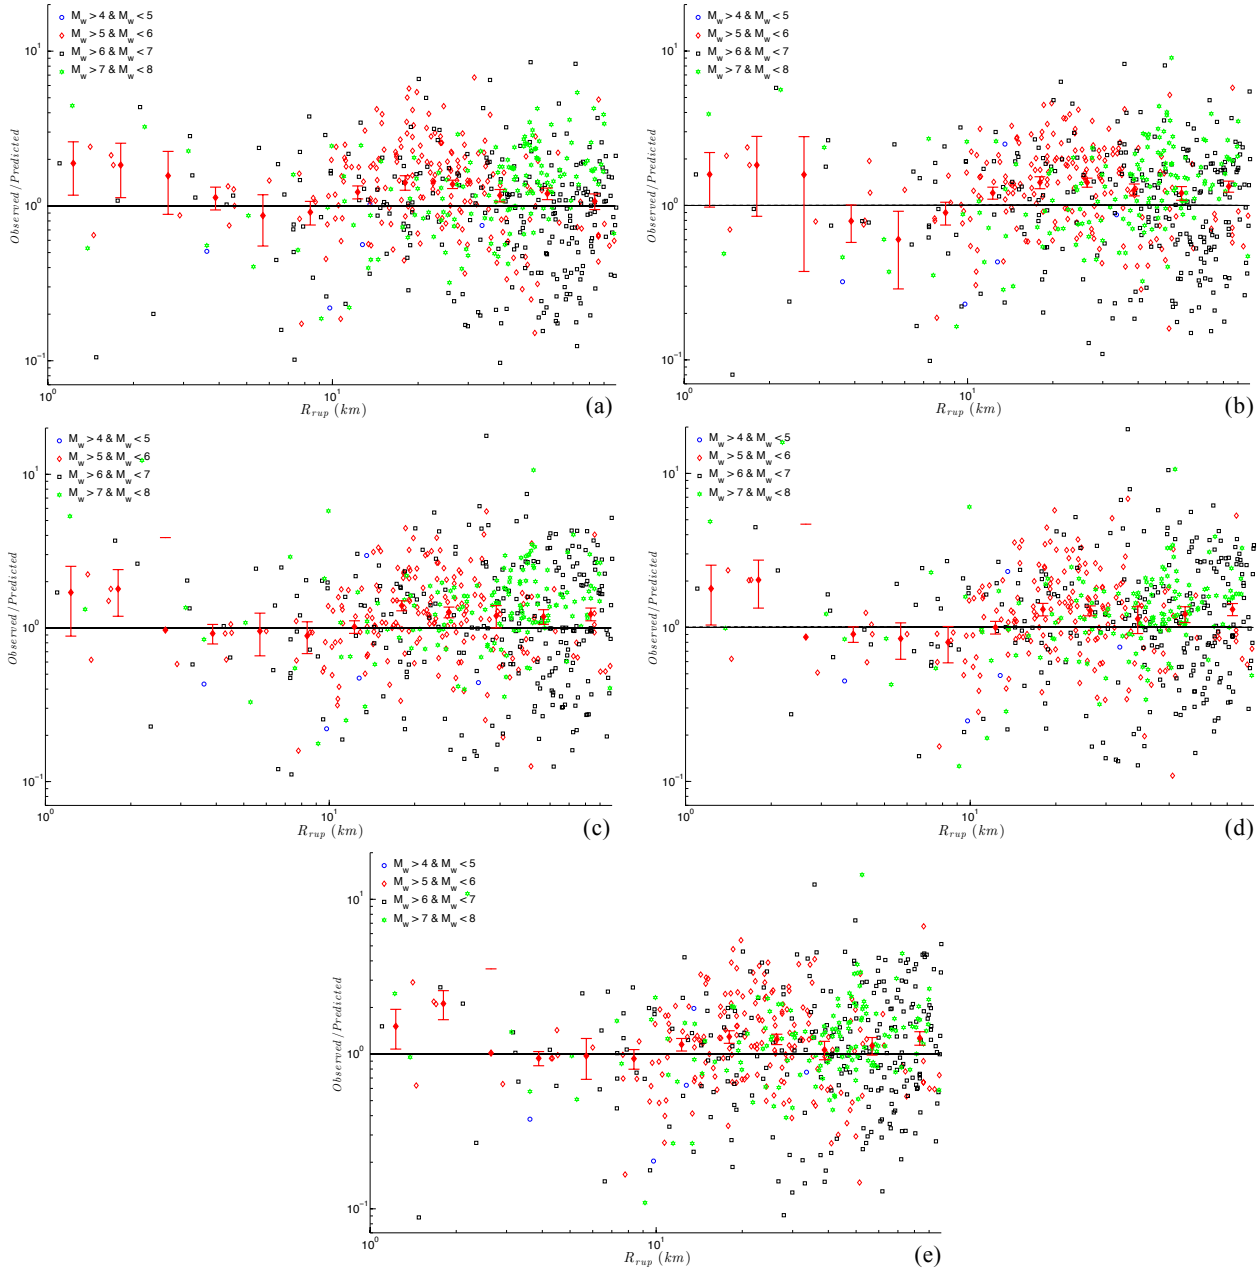 M_w>4 & M_w<5
M_w>5 & M_w<6
M_w>6 & M_w<7
M_w>7 & M_w<8
10^1
10^0
10^-1
10^0
10^1
Observed/Predicted
R_rup (km)
(a)
M_w>4 & M_w<5
M_w>5 & M_w<6
M_w>6 & M_w<7
M_w>7 & M_w<8
10^1
10^0
10^-1
10^0
10^1
R_rup (km)
(b)
M_w>4 & M_w<5
M_w>5 & M_w<6
M_w>6 & M_w<7
M_w>7 & M_w<8
10^1
10^0
10^-1
10^0
10^1
Observed/Predicted
R_rup (km)
(c)
M_w>4 & M_w<5
M_w>5 & M_w<6
M_w>6 & M_w<7
M_w>7 & M_w<8
10^1
10^0
10^-1
10^0
10^1
Observed/Predicted
R_rup (km)
(d)
M_w>4 & M_w<5
M_w>5 & M_w<6
M_w>6 & M_w<7
M_w>7 & M_w<8
10^1
10^0
10^-1
10^0
10^1
Observed/Predicted
R_rup (km)
(e)